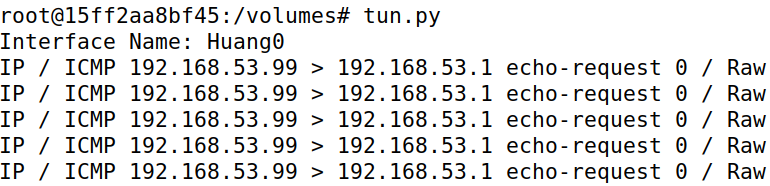 root@15ff2aa8bf45:/volumes# tun.py
Interface Name: Huang0
IP / ICMP 192.168.53.99 > 192.168.53.1 echo-request 0 / Raw
IP / ICMP 192.168.53.99 > 192.168.53.1 echo-request 0 / Raw
IP / ICMP 192.168.53.99 > 192.168.53.1 echo-request 0 / Raw
IP / ICMP 192.168.53.99 > 192.168.53.1 echo-request 0 / Raw
IP / ICMP 192.168.53.99 > 192.168.53.1 echo-request 0 / Raw